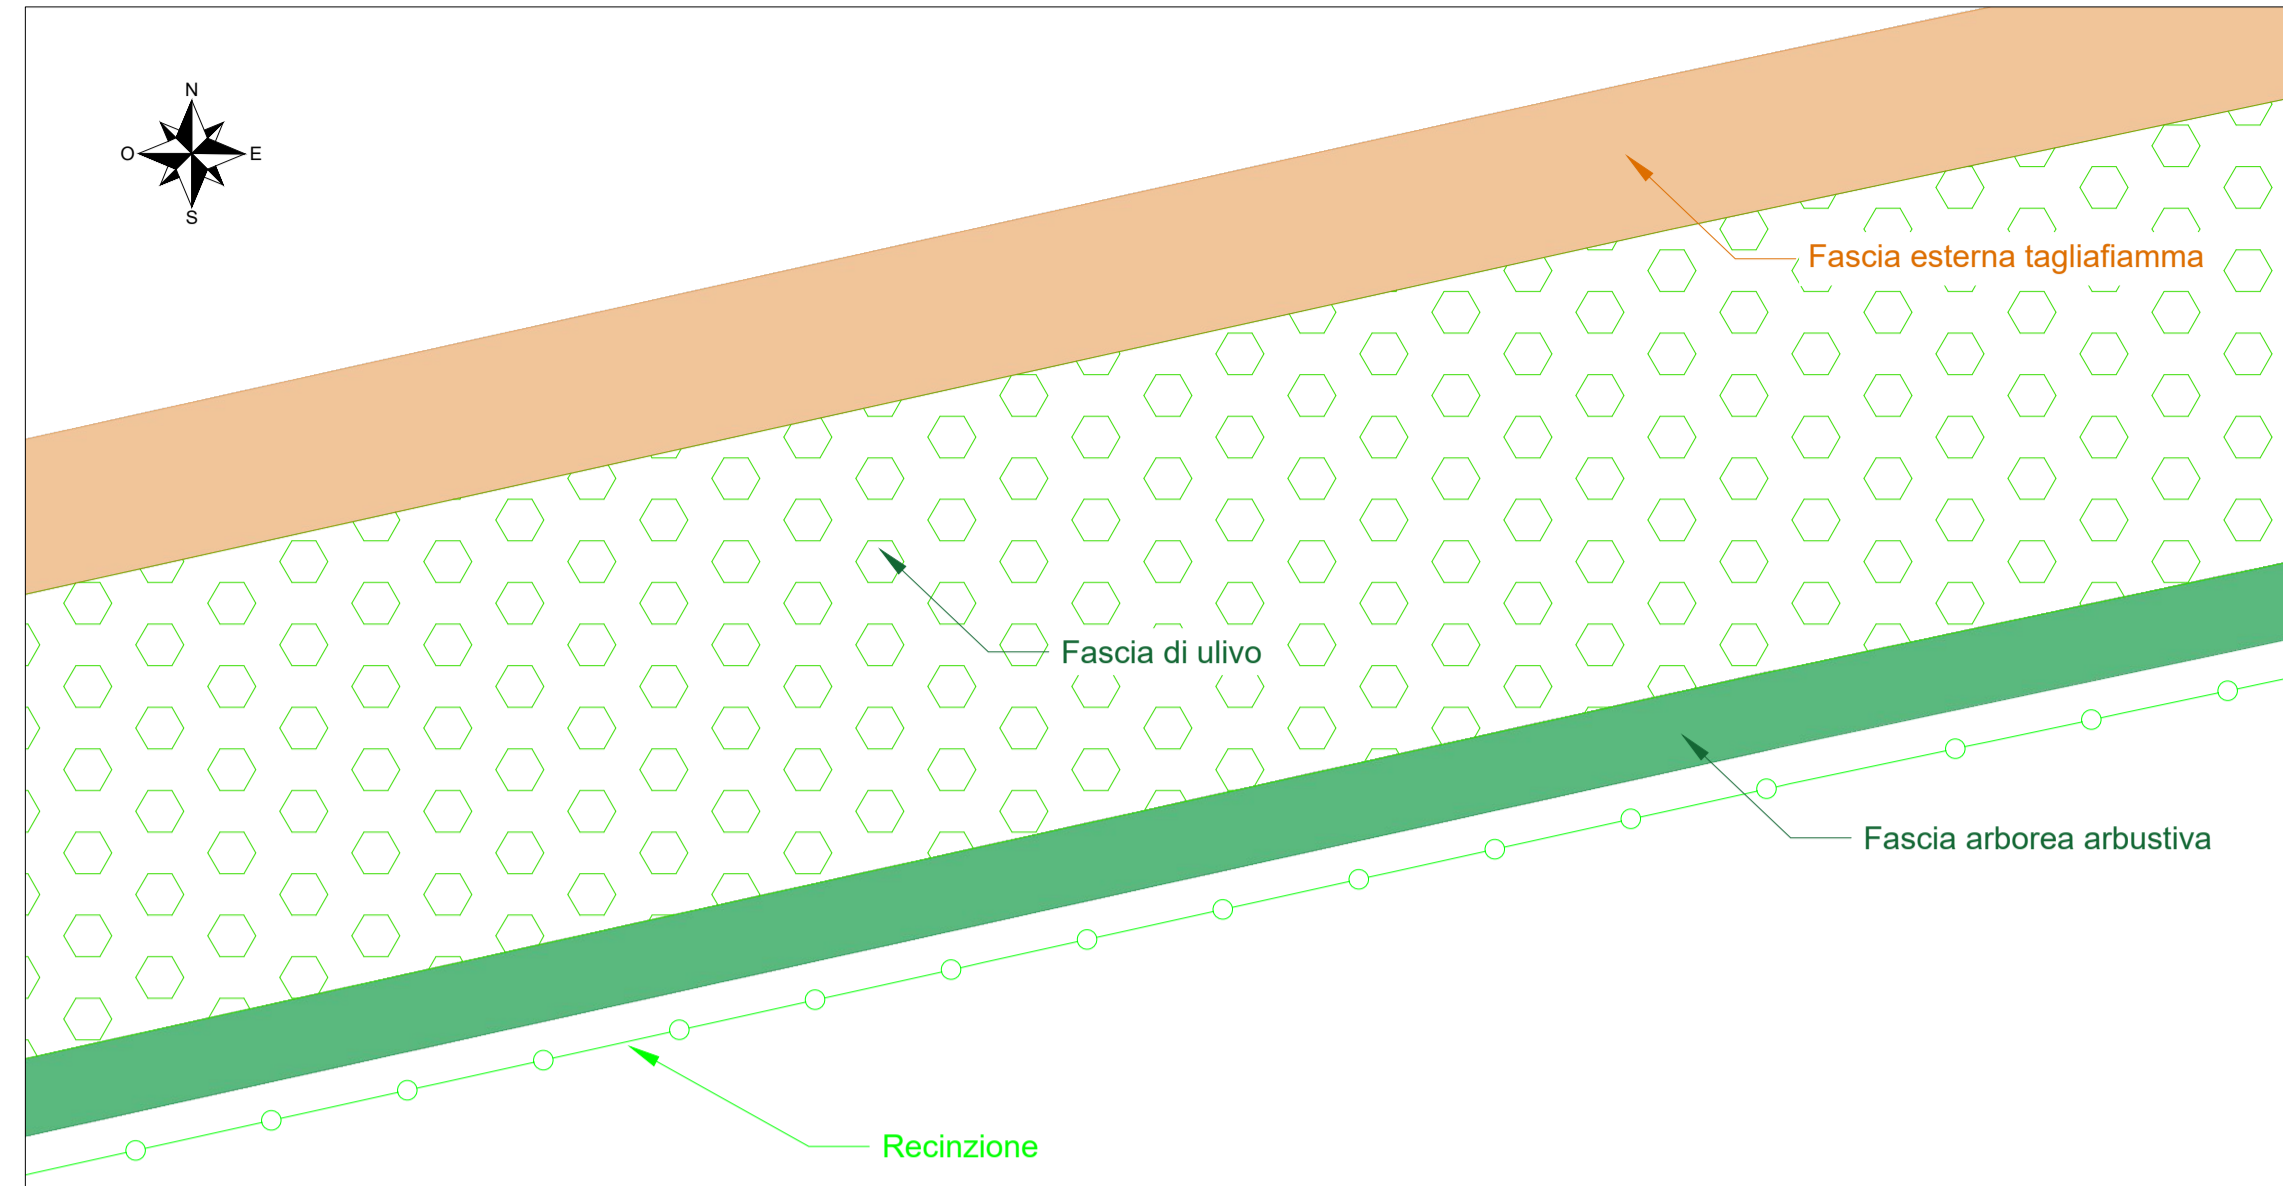 N
O
E
S
Fascia esterna tagliafiamma
Fascia di ulivo
Fascia arborea arbustiva
Recinzione